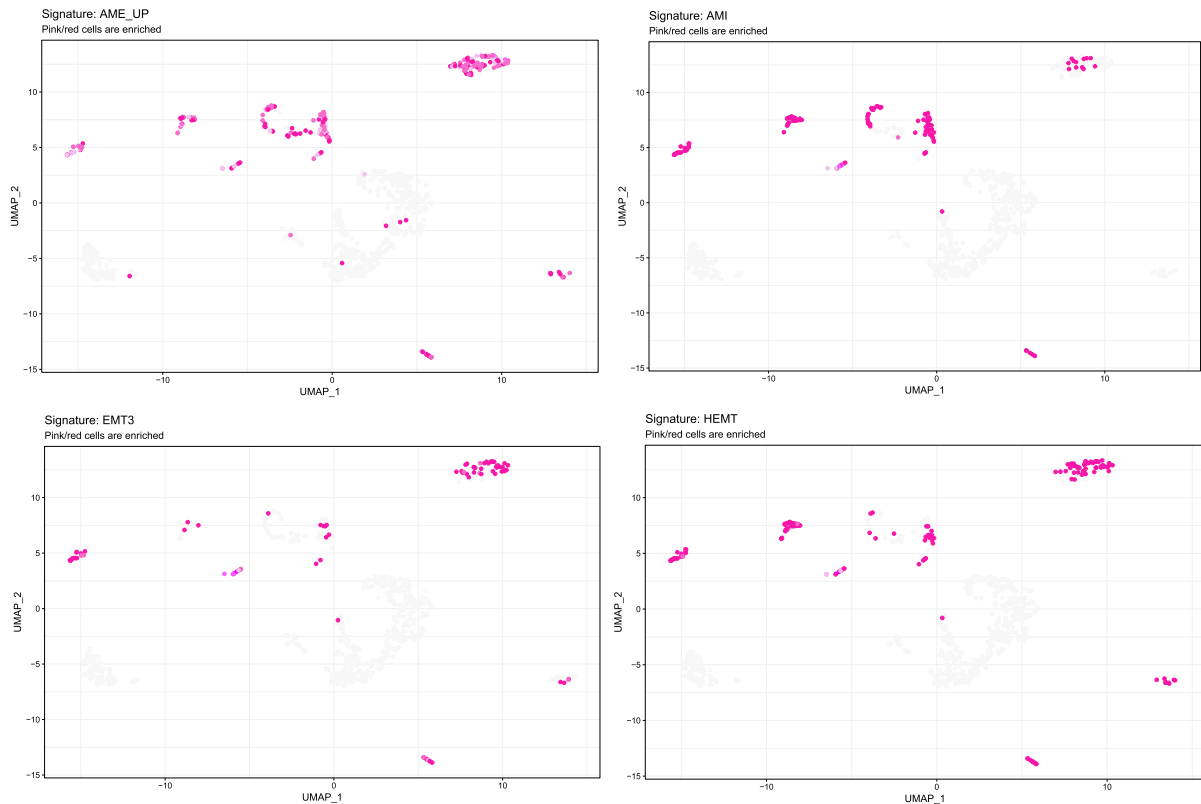 Signature: AME_UP
Pink/red cells are enriched
10
5
0
−5
−10
−15
UMAP_2
−10
0
10
UMAP_1
Signature: AMI
Pink/red cells are enriched
10
5
0
−5
−10
−15
UMAP_2
−10
0
10
UMAP_1
Signature: EMT3
Pink/red cells are enriched
10
5
0
−5
−10
−15
UMAP_2
−10
0
10
UMAP_1
Signature: HEMT
Pink/red cells are enriched
10
5
0
−5
−10
−15
UMAP_2
−10
0
10
UMAP_1